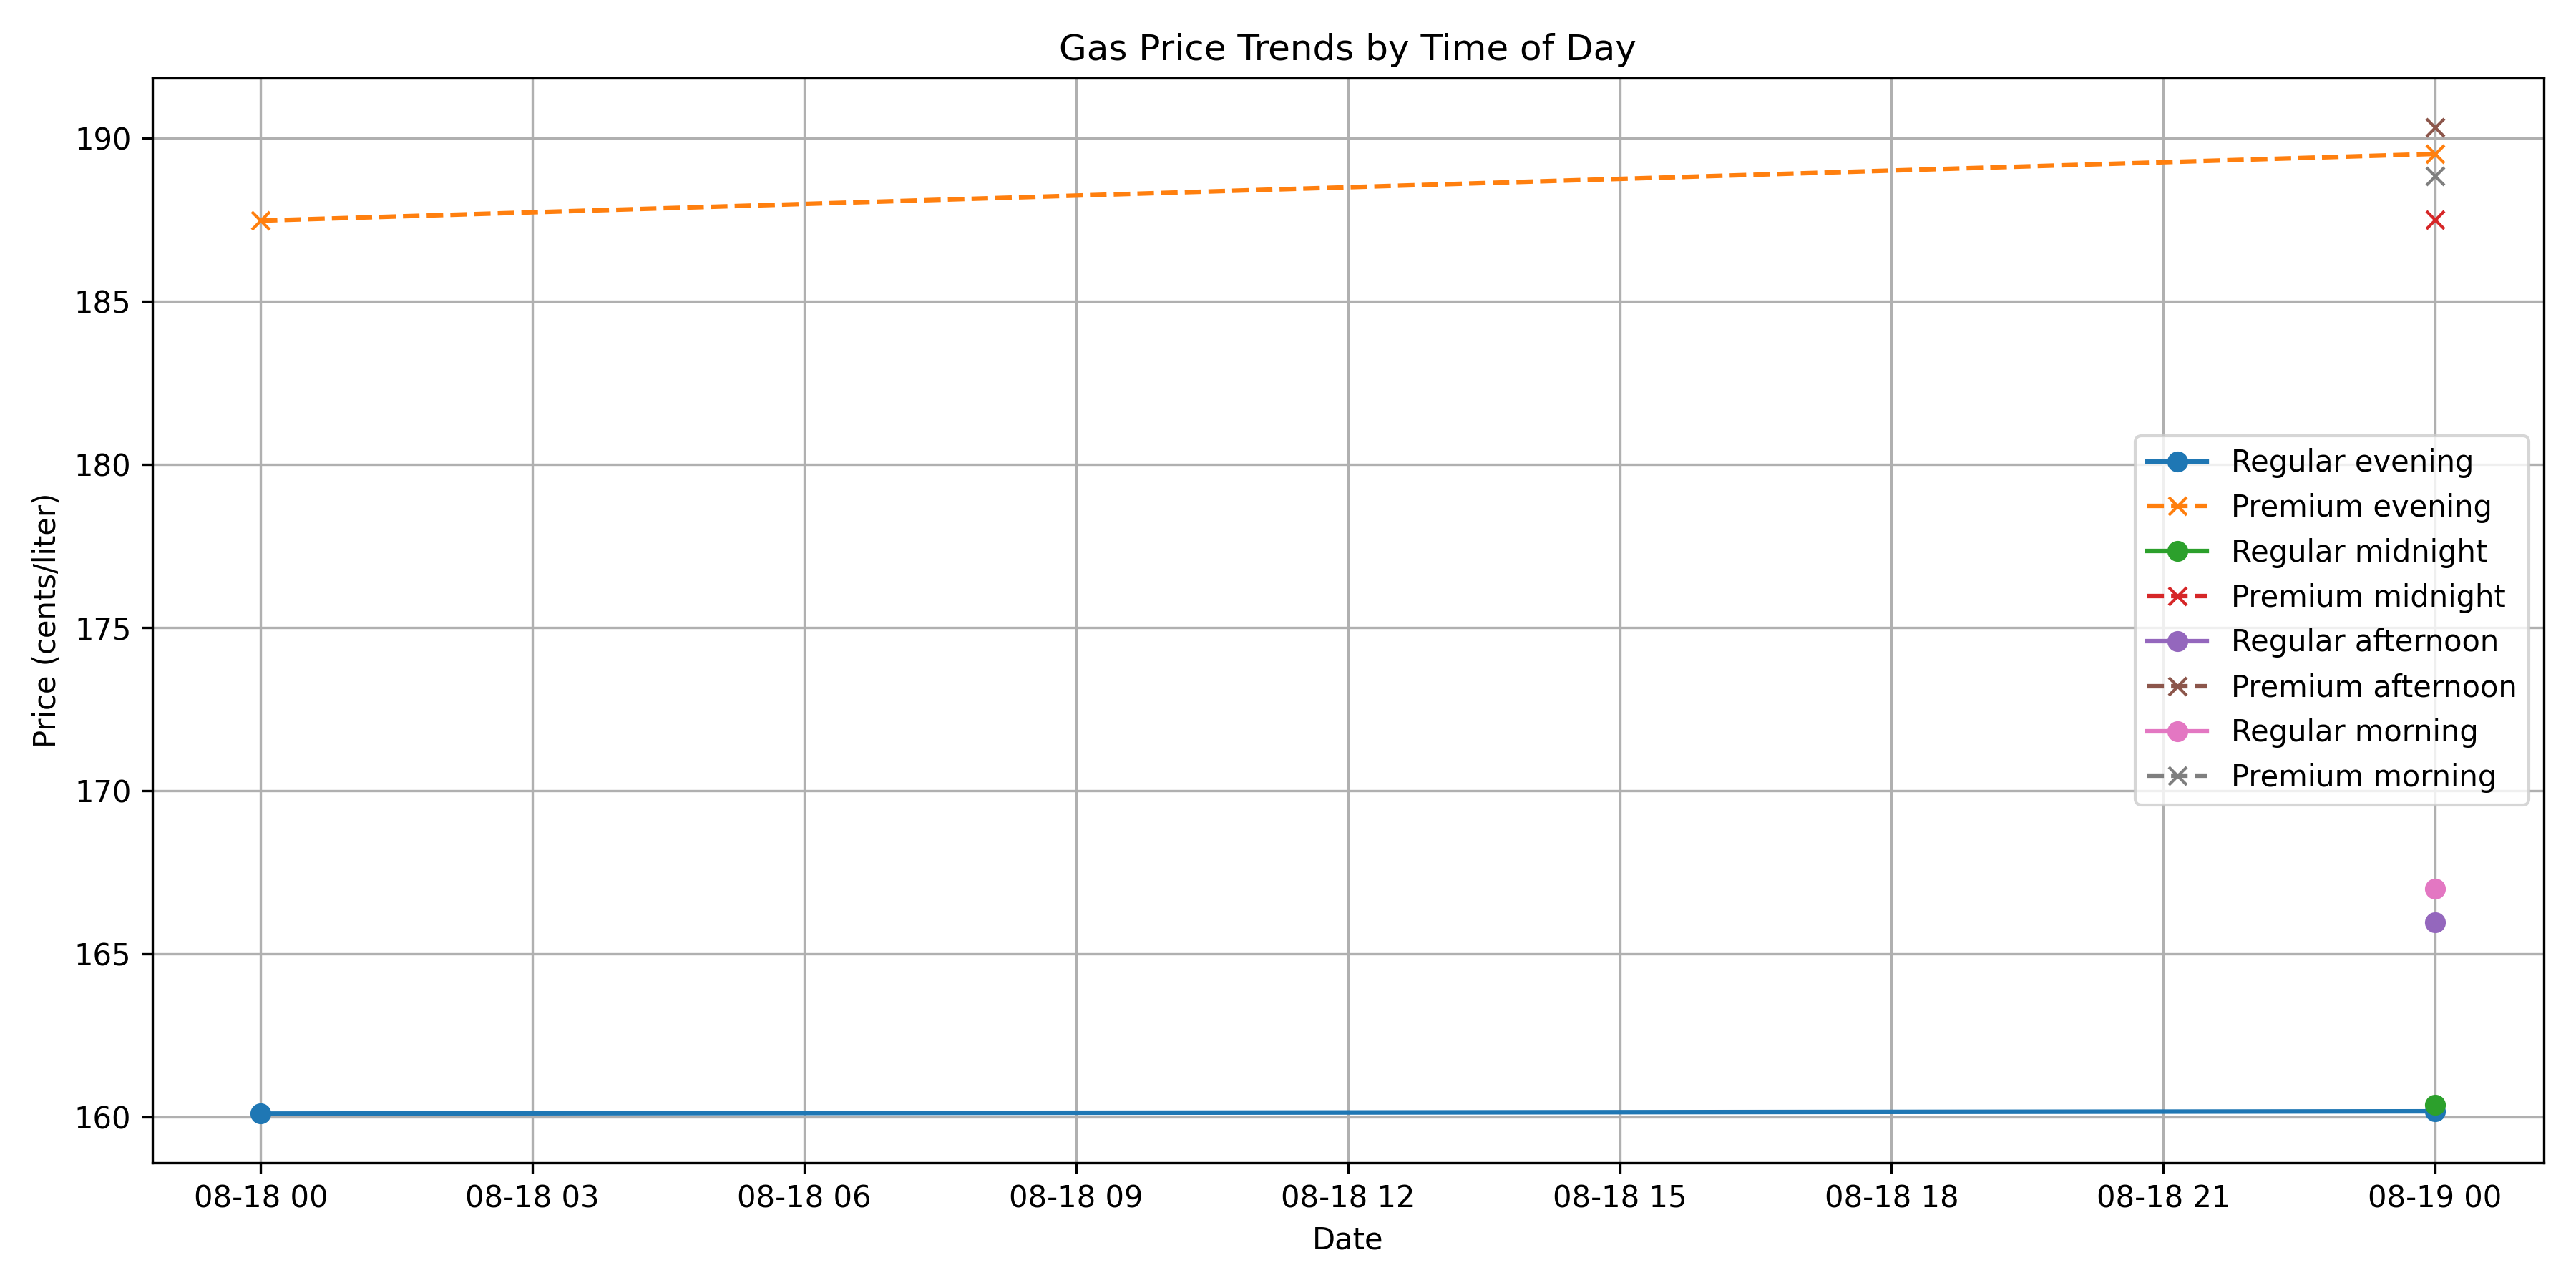 Gas Price Trends by Time of Day
190
185
180
175
170
165
160
Price (cents/liter)
Regular evening
Premium evening
Regular midnight
Premium midnight
Regular afternoon
Premium afternoon
Regular morning
Premium morning
08-18 00
08-18 03
08-18 06
08-18 09
08-18 12
08-18 15
08-18 18
08-18 21
08-19 00
Date